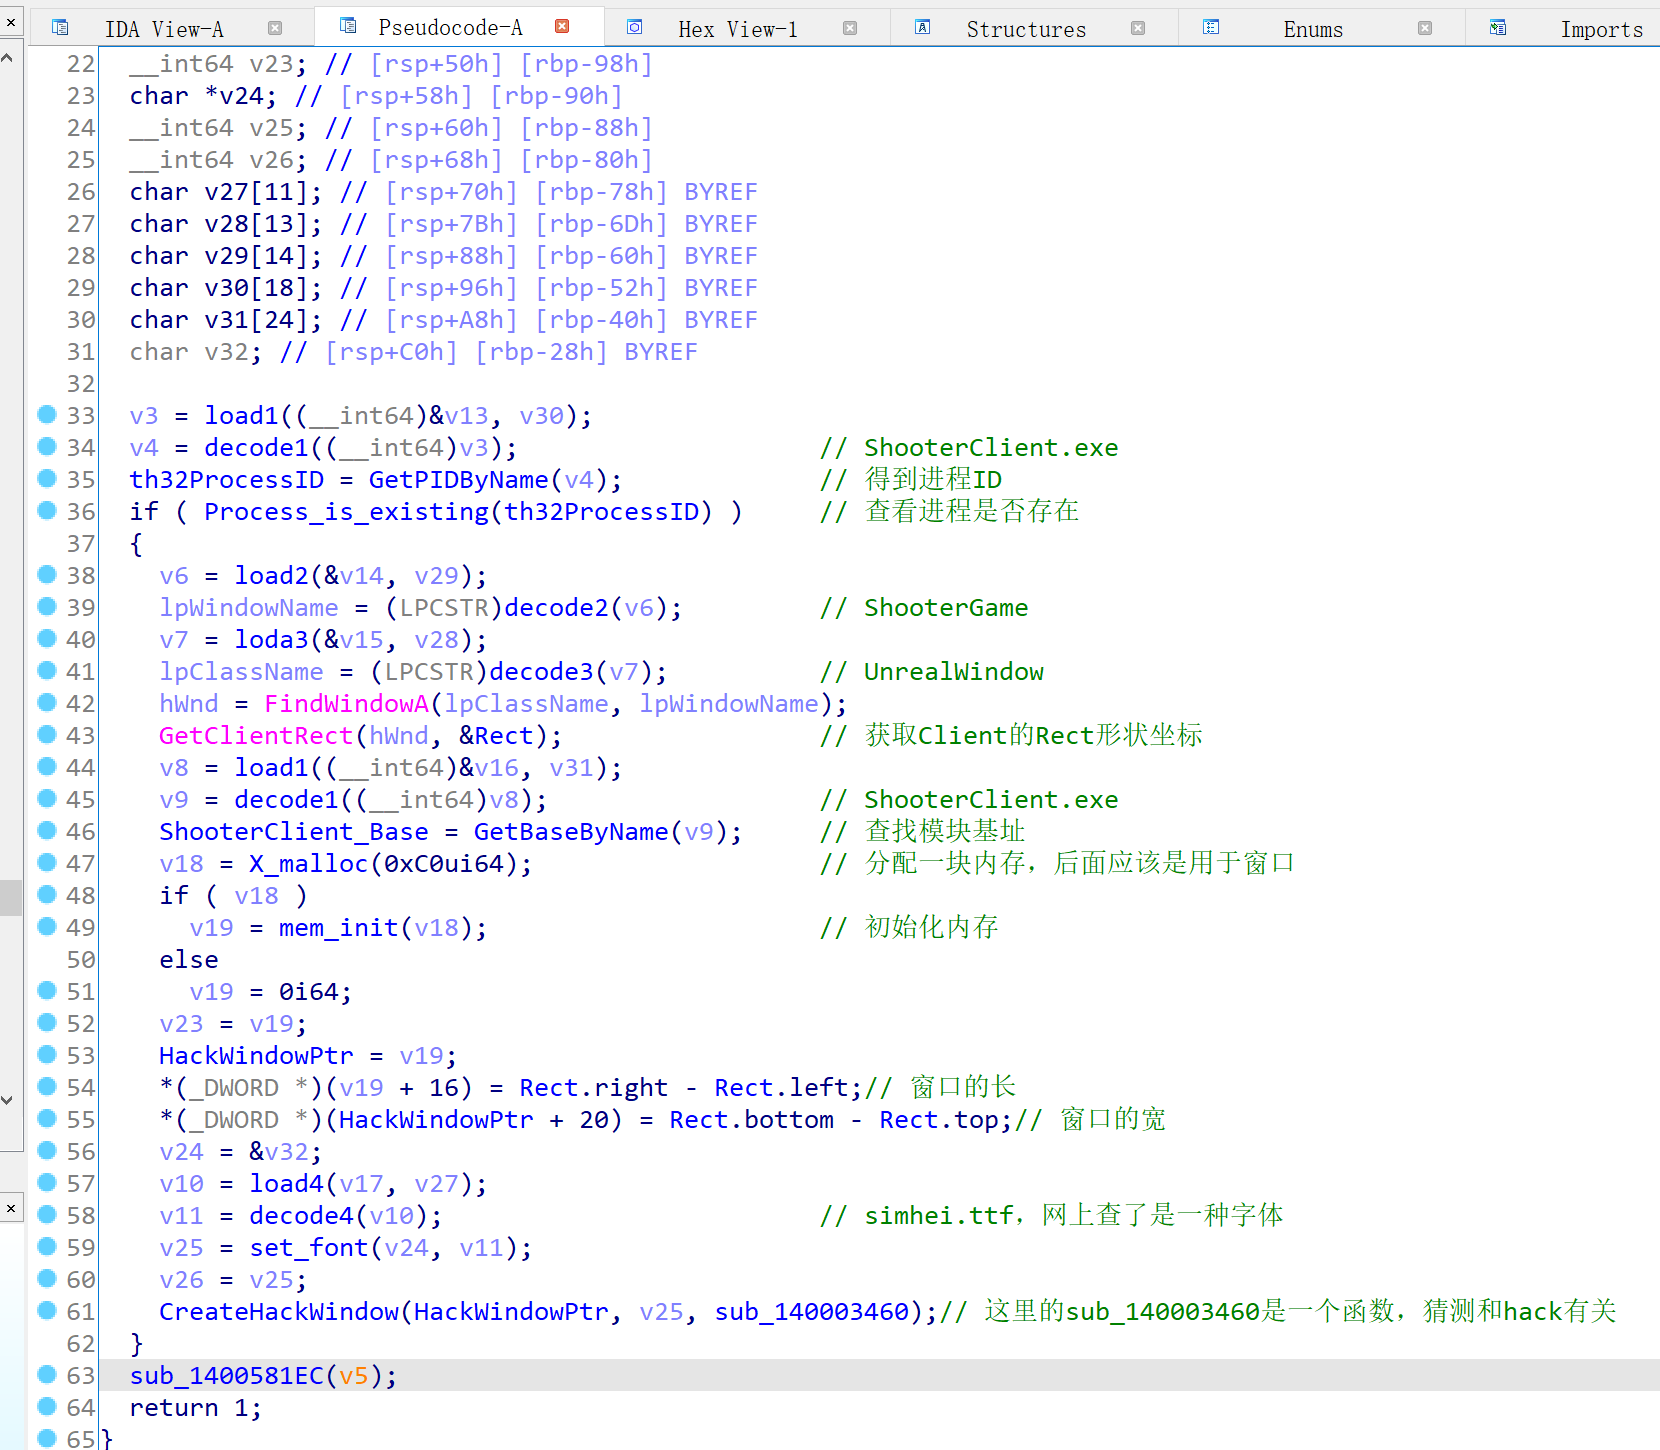 IDA View-A Pseudocode-A Hex View-1 Structures Enums Imports
22 __int64 v23; // [rsp+50h] [rbp-98h]
23 char *v24; // [rsp+58h] [rbp-90h]
24 __int64 v25; // [rsp+60h] [rbp-88h]
25 __int64 v26; // [rsp+68h] [rbp-80h]
26 char v27[11]; // [rsp+70h] [rbp-78h] BYREF
27 char v28[13]; // [rsp+7Bh] [rbp-6Dh] BYREF
28 char v29[14]; // [rsp+88h] [rbp-60h] BYREF
29 char v30[18]; // [rsp+96h] [rbp-52h] BYREF
30 char v31[24]; // [rsp+A8h] [rbp-40h] BYREF
31 char v32; // [rsp+C0h] [rbp-28h] BYREF
32
33 v3 = load1((__int64)&v13, v30);
34 v4 = decode1((__int64)v3); // ShooterClient.exe
35 th32ProcessID = GetPIDByName(v4); // 得到进程ID
36 if ( Process_is_existing(th32ProcessID) ) // 查看进程是否存在
37 {
38 v6 = load2(&v14, v29);
39 lpWindowName = (LPCSTR)decode2(v6); // ShooterGame
40 v7 = loda3(&v15, v28);
41 lpClassName = (LPCSTR)decode3(v7); // UnrealWindow
42 hWnd = FindWindowA(lpClassName, lpWindowName);
43 GetClientRect(hWnd, &Rect); // 获取Client的Rect形状坐标
44 v8 = load1((__int64)&v16, v31);
45 v9 = decode1((__int64)v8); // ShooterClient.exe
46 ShooterClient_Base = GetBaseByName(v9); // 查找模块基址
47 v18 = X_malloc(0xC0ui64); // 分配一块内存，后面应该是用于窗口
48 if ( v18 )
49 v19 = mem_init(v18); // 初始化内存
50 else
51 v19 = 0i64;
52 v23 = v19;
53 HackWindowPtr = v19;
54 *(_DWORD *)(v19 + 16) = Rect.right - Rect.left;// 窗口的长
55 *(_DWORD *)(HackWindowPtr + 20) = Rect.bottom - Rect.top;// 窗口的宽
56 v24 = &v32;
57 v10 = load4(v17, v27);
58 v11 = decode4(v10); // simhei.ttf，网上查了是一种字体
59 v25 = set_font(v24, v11);
60 v26 = v25;
61 CreateHackWindow(HackWindowPtr, v25, sub_140003460);// 这里的sub_140003460是一个函数，猜测和hack有关
62 }
63 sub_1400581EC(v5);
64 return 1;
65 }